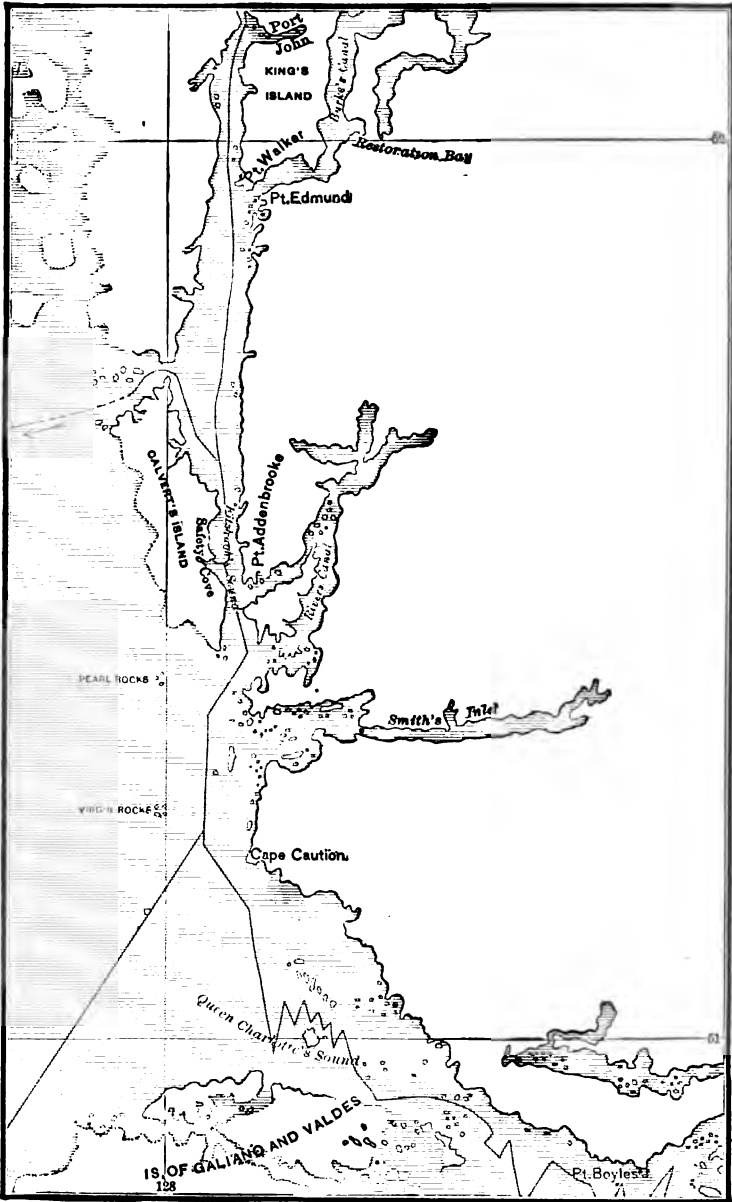 Port
John
KING'S
ISLAND
Burke's Canal
Restoration Bay
Pt. Walker
Pt. Edmund
CALVERT'S ISLAND
Safety Cove
Pt. Addenbrooke
Rivers Canal
PEARL ROCKS
Smith's Inlet
VIRGIN ROCKS
Cape Caution
Queen Charlotte's Sound
51
IS. OF GALIANO AND VALDES
128
Pt. Boyles